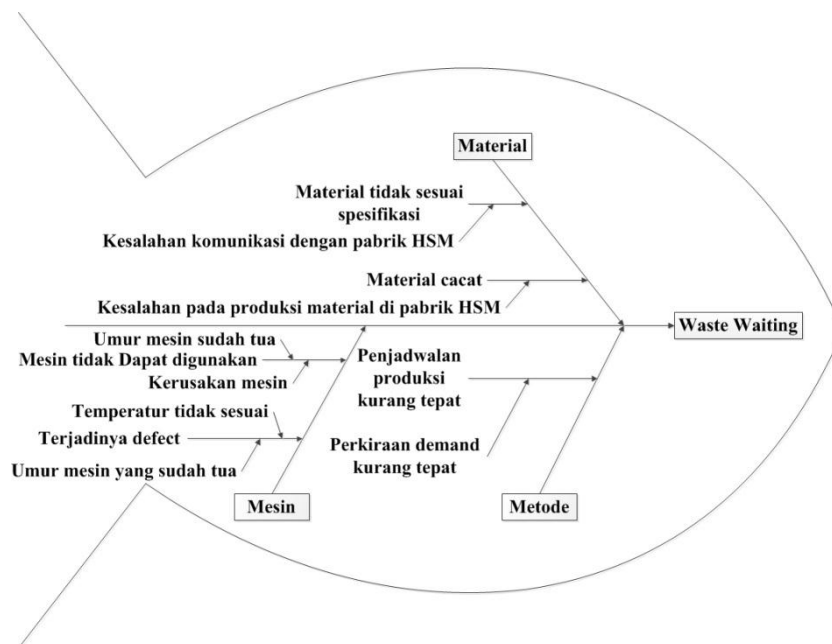 Material
Material tidak sesuai
spesifikasi
Kesalahan komunikasi dengan pabrik HSM
Material cacat
Kesalahan pada produksi material di pabrik HSM
Waste Waiting
Umur mesin sudah tua
Mesin tidak Dapat digunakan
Kerusakan mesin
Penjadwalan
produksi
kurang tepat
Temperatur tidak sesuai
Terjadinya defect
Umur mesin yang sudah tua
Perkiraan demand
kurang tepat
Mesin
Metode